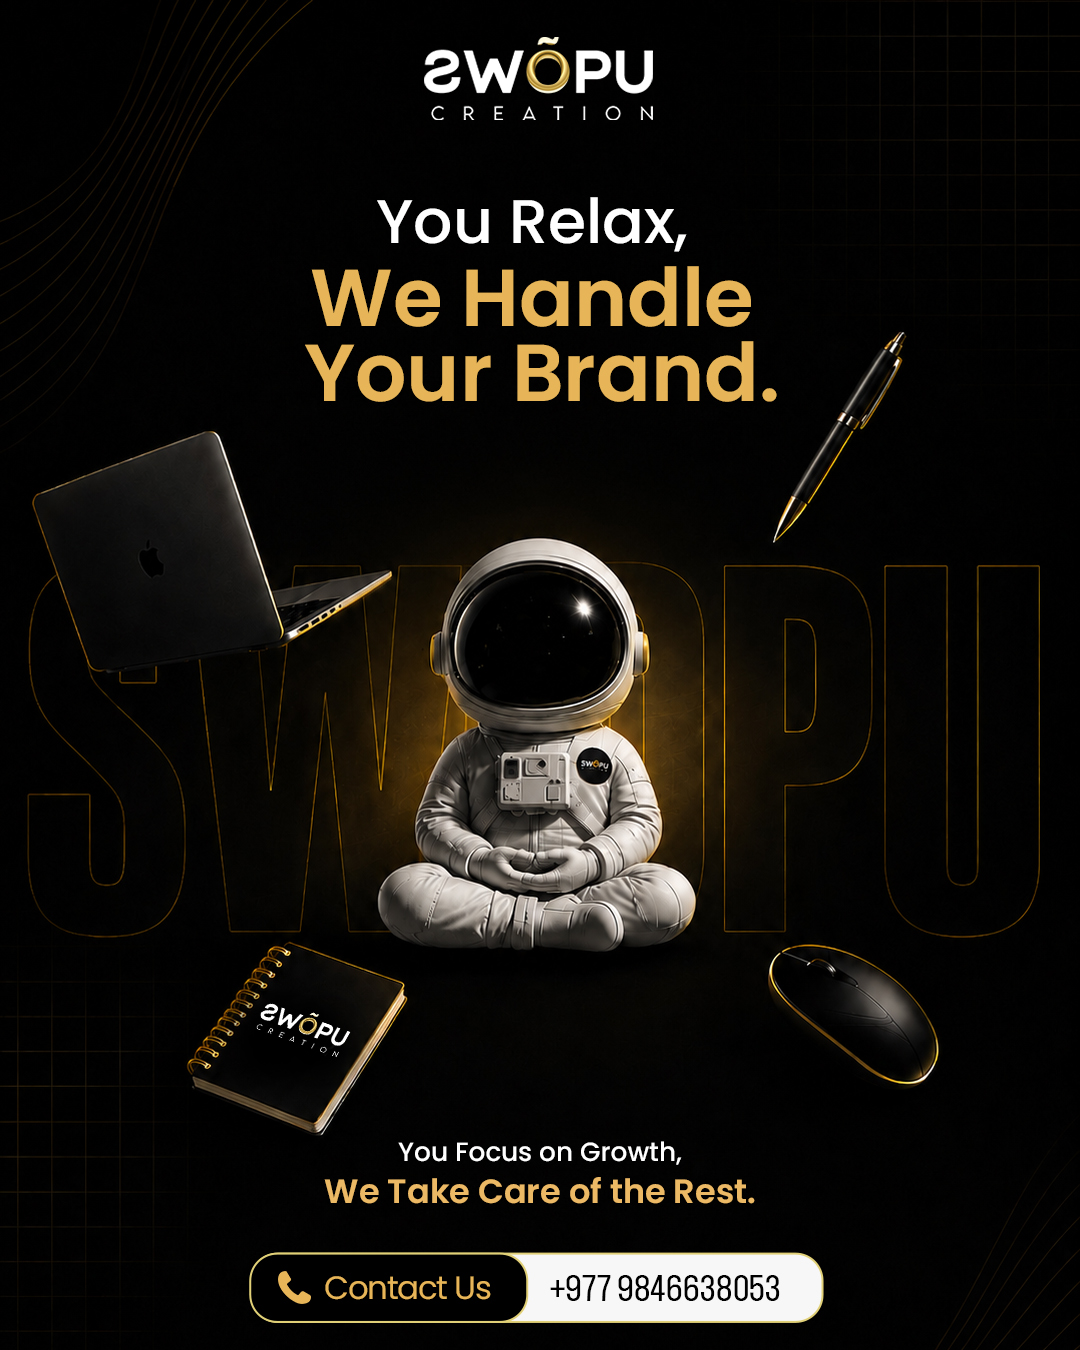 SWÕPU
CREATION
You Relax,
We Handle
Your Brand.
SWOPU
SWÕPU
SWÕPU
CREATION
You Focus on Growth,
We Take Care of the Rest.
Contact Us
+977 9846638053